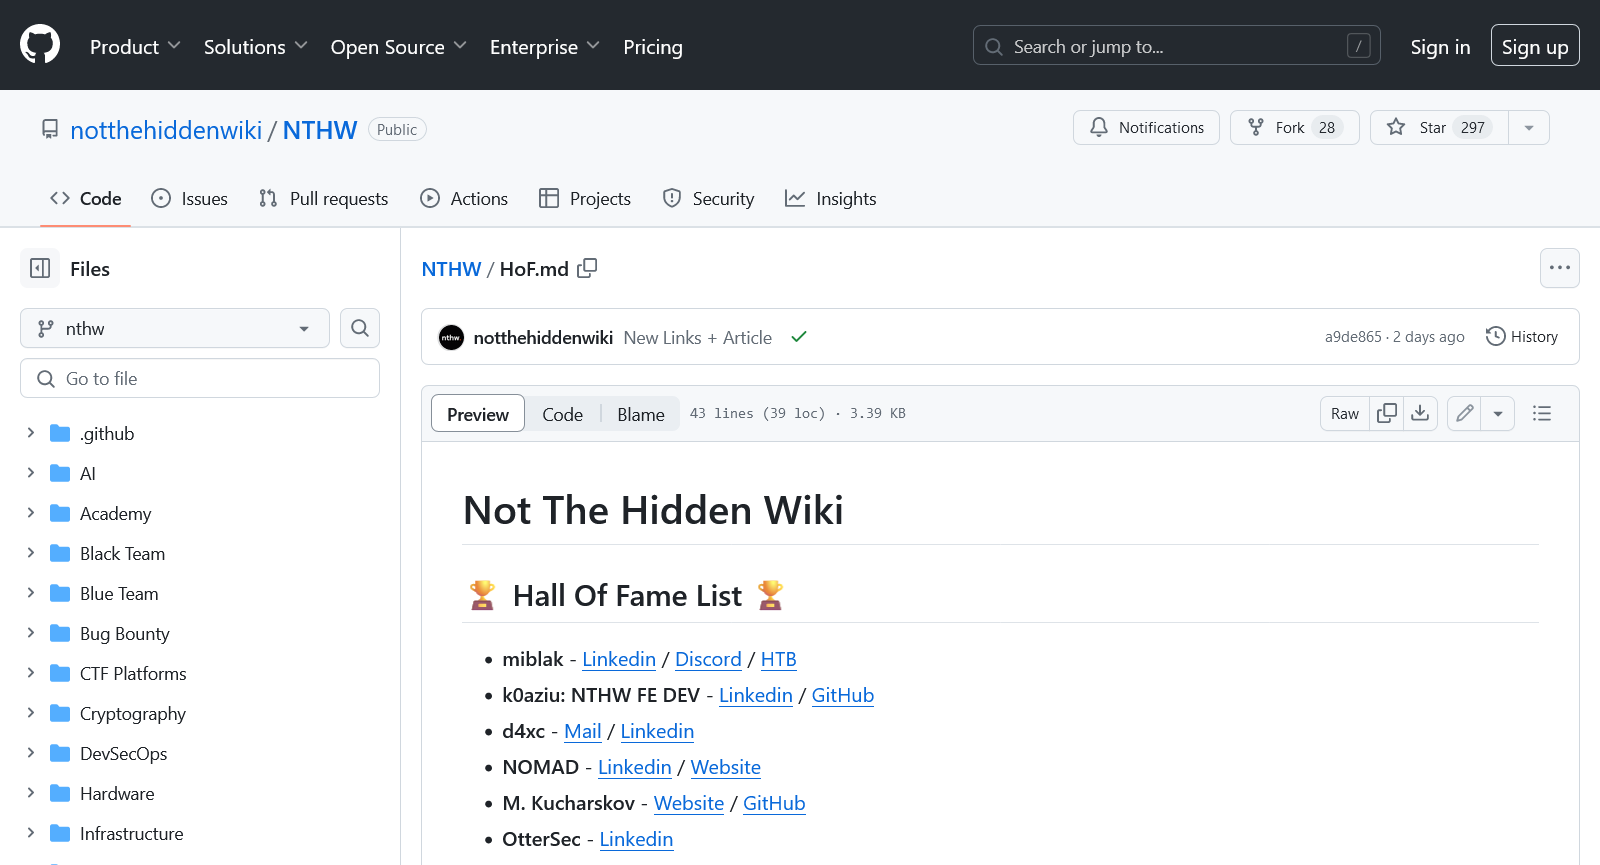 Product Solutions Open Source Enterprise Pricing Search or jump to... / Sign in Sign up
notthehiddenwiki / NTHW Public Notifications Fork 28 Star 297
Code Issues Pull requests Actions Projects Security Insights
Files
nthw
Go to file
.github
AI
Academy
Black Team
Blue Team
Bug Bounty
CTF Platforms
Cryptography
DevSecOps
Hardware
Infrastructure
NTHW / HoF.md
nthw notthehiddenwiki New Links + Article a9de865 · 2 days ago History
Preview Code Blame 43 lines (39 loc) · 3.39 KB Raw
Not The Hidden Wiki
🏆 Hall Of Fame List 🏆
• miblak - Linkedin / Discord / HTB
• k0aziu: NTHW FE DEV - Linkedin / GitHub
• d4xc - Mail / Linkedin
• NOMAD - Linkedin / Website
• M. Kucharskov - Website / GitHub
• OtterSec - Linkedin